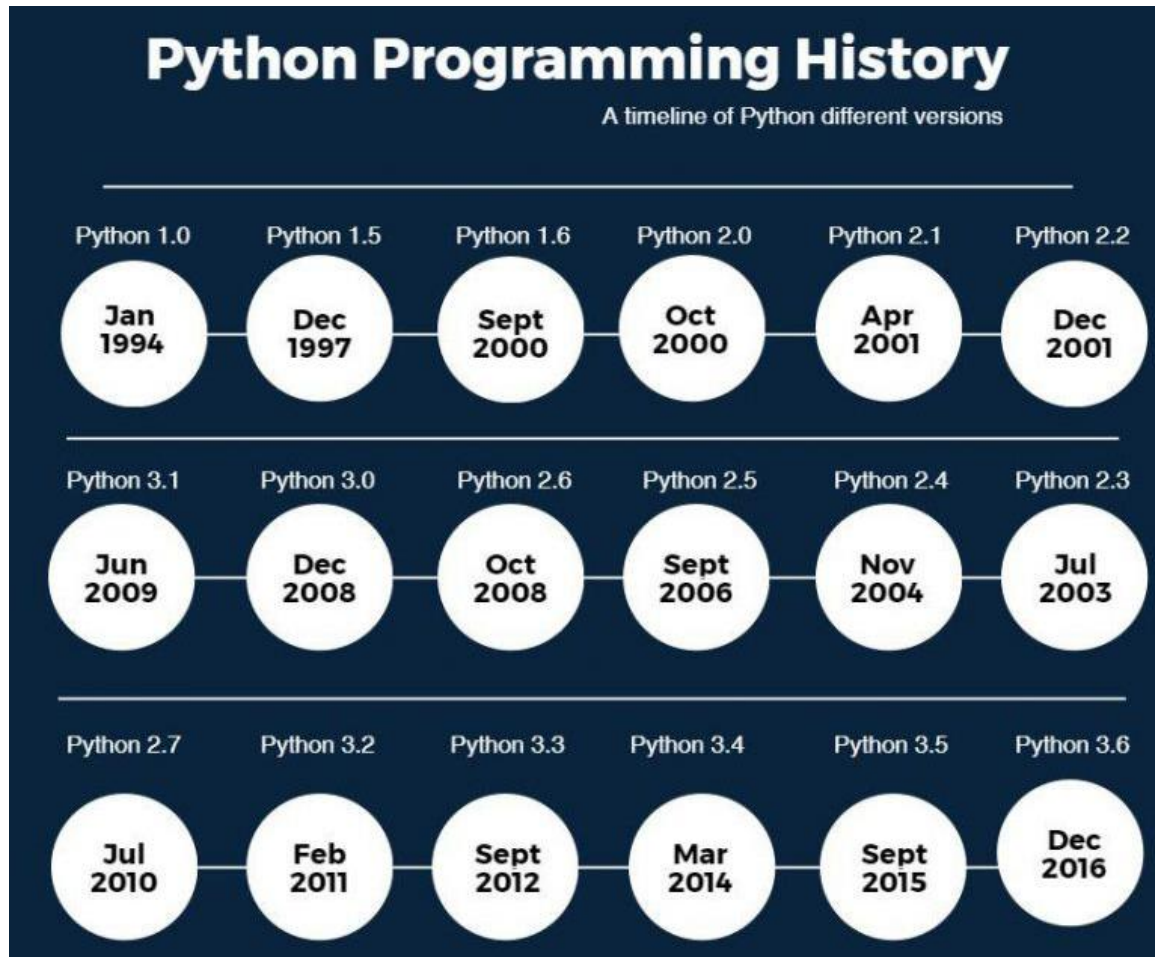 Python Programming History
A timeline of Python different versions
Python 1.0 Python 1.5 Python 1.6 Python 2.0 Python 2.1 Python 2.2
Jan Dec Sept Oct Apr Dec
1994 1997 2000 2000 2001 2001
Python 3.1 Python 3.0 Python 2.6 Python 2.5 Python 2.4 Python 2.3
Jun Dec Oct Sept Nov Jul
2009 2008 2008 2006 2004 2003
Python 2.7 Python 3.2 Python 3.3 Python 3.4 Python 3.5 Python 3.6
Jul Feb Sept Mar Sept Dec
2010 2011 2012 2014 2015 2016